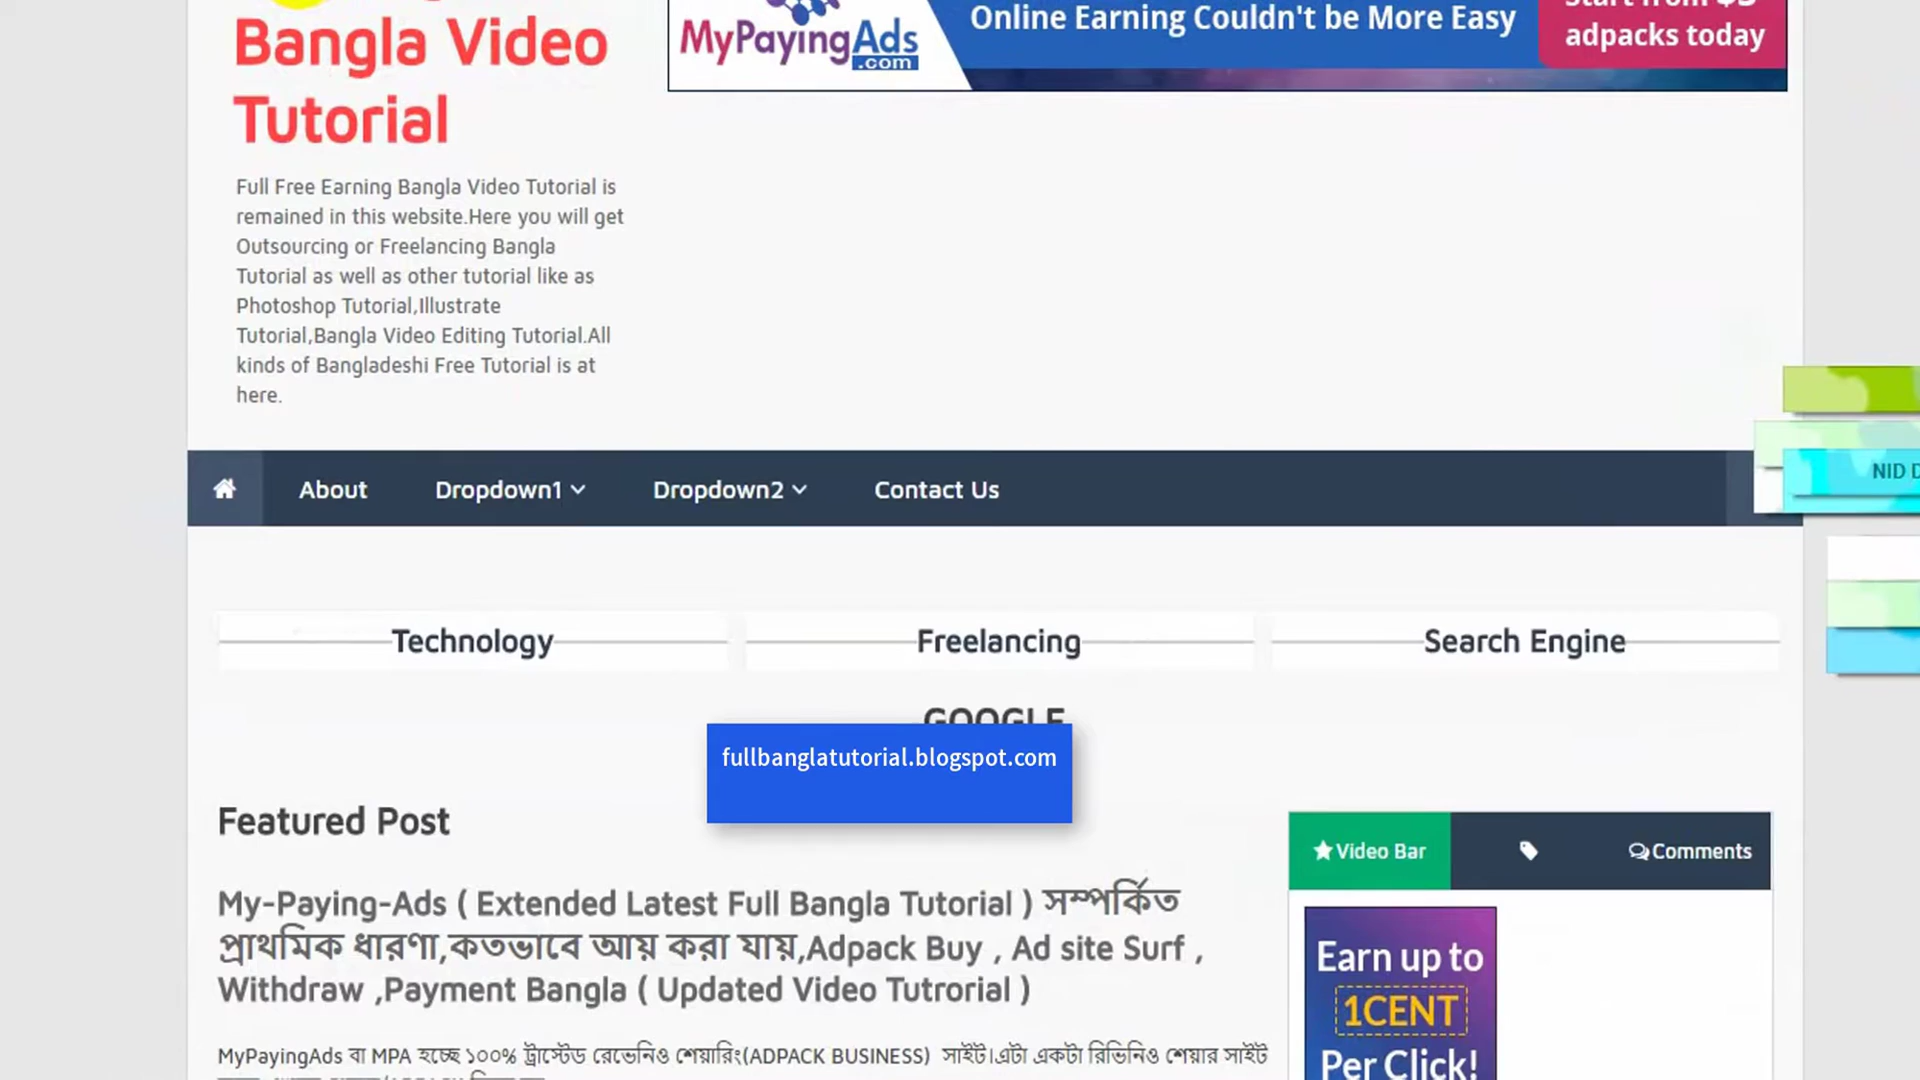 Bangla Video
Tutorial
MyPayingAds
.com
Online Earning Couldn't be More Easy
Start from $5
adpacks today
Full Free Earning Bangla Video Tutorial is
remained in this website.Here you will get
Outsourcing or Freelancing Bangla
Tutorial as well as other tutorial like as
Photoshop Tutorial,Illustrate
Tutorial,Bangla Video Editing Tutorial.All
kinds of Bangladeshi Free Tutorial is at
here.
About
Dropdown1
Dropdown2
Contact Us
NID
Technology
Freelancing
Search Engine
GOOGLE
fullbanglatutorial.blogspot.com
Featured Post
Video Bar
Comments
My-Paying-Ads ( Extended Latest Full Bangla Tutorial ) সম্পর্কিত
প্রাথমিক ধারণা,কতভাবে আয় করা যায়,Adpack Buy , Ad site Surf ,
Withdraw ,Payment Bangla ( Updated Video Tutrorial )
Earn up to
1CENT
Per Click!
MyPayingAds বা MPA হচ্ছে ১০০% ট্রাস্টেড রেভেনিও শেয়ারিং(ADPACK BUSINESS) সাইট।এটা একটা রিভিনিও শেয়ার সাইট